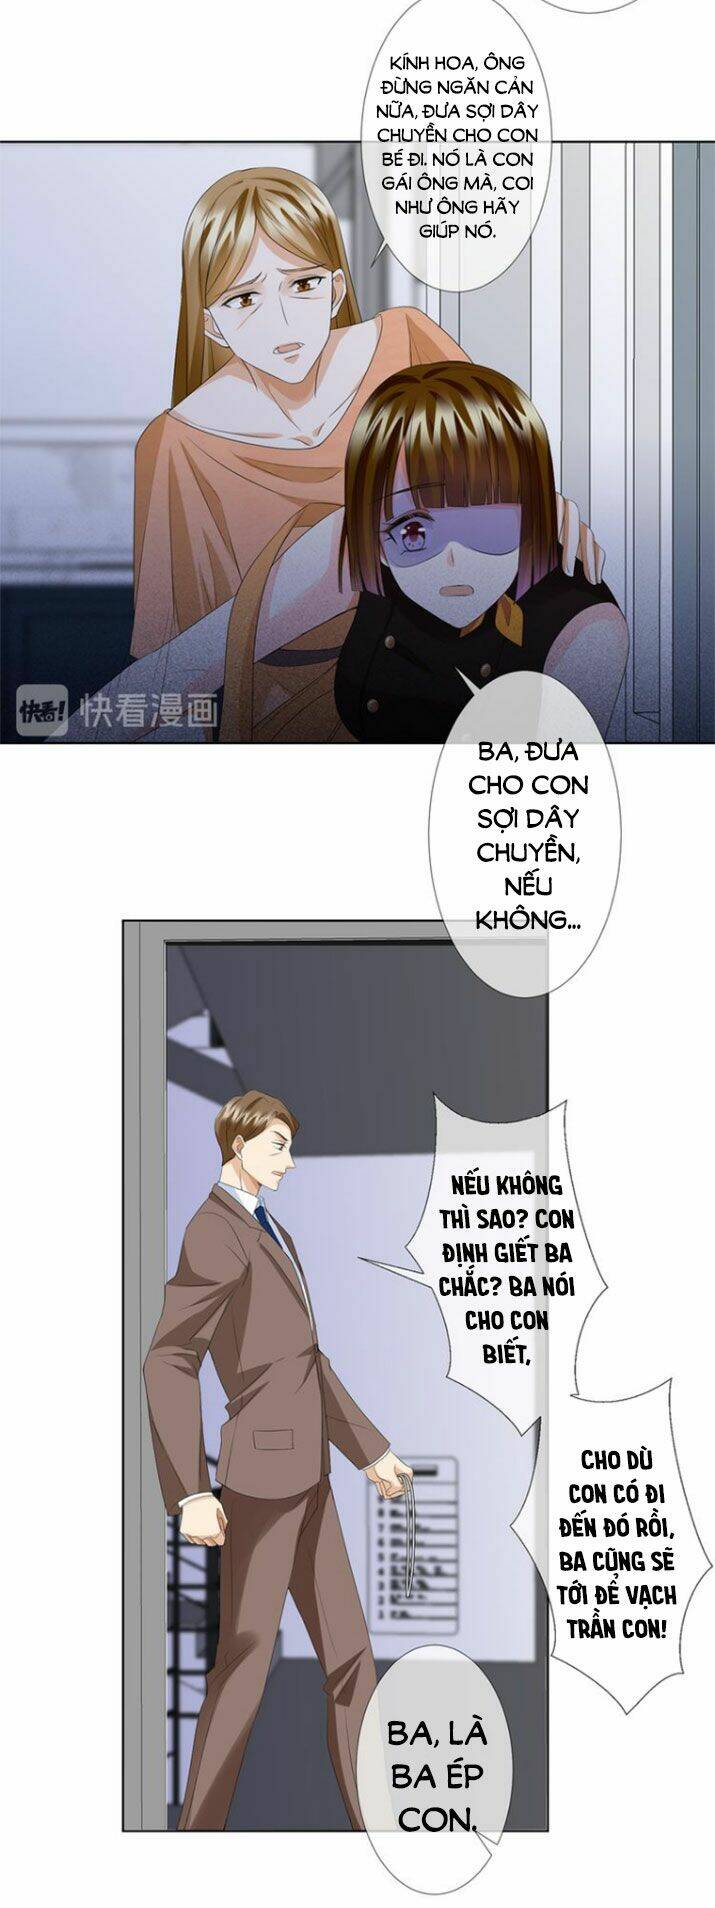 KÍNH HOA, ÔNG
ĐỪNG NGĂN CẢN
NỮA, ĐƯA SỢI DÂY
CHUYỀN CHO CON
BÉ ĐI. NÓ LÀ CON
GÁI ÔNG MÀ, COI
NHƯ ÔNG HÃY
GIÚP NÓ.
快看! 快看漫画
BA, ĐƯA
CHO CON
SỢI DÂY
CHUYỀN,
NẾU
KHÔNG...
NẾU KHÔNG
THÌ SAO? CON
ĐỊNH GIẾT BA
CHẮC? BA NÓI
CHO CON
BIẾT,
CHO DÙ
CON CÓ ĐI
ĐẾN ĐÓ RỒI,
BA CŨNG SẼ
TỚI ĐỂ VẠCH
TRẦN CON!
BA, LÀ
BA ÉP
CON.